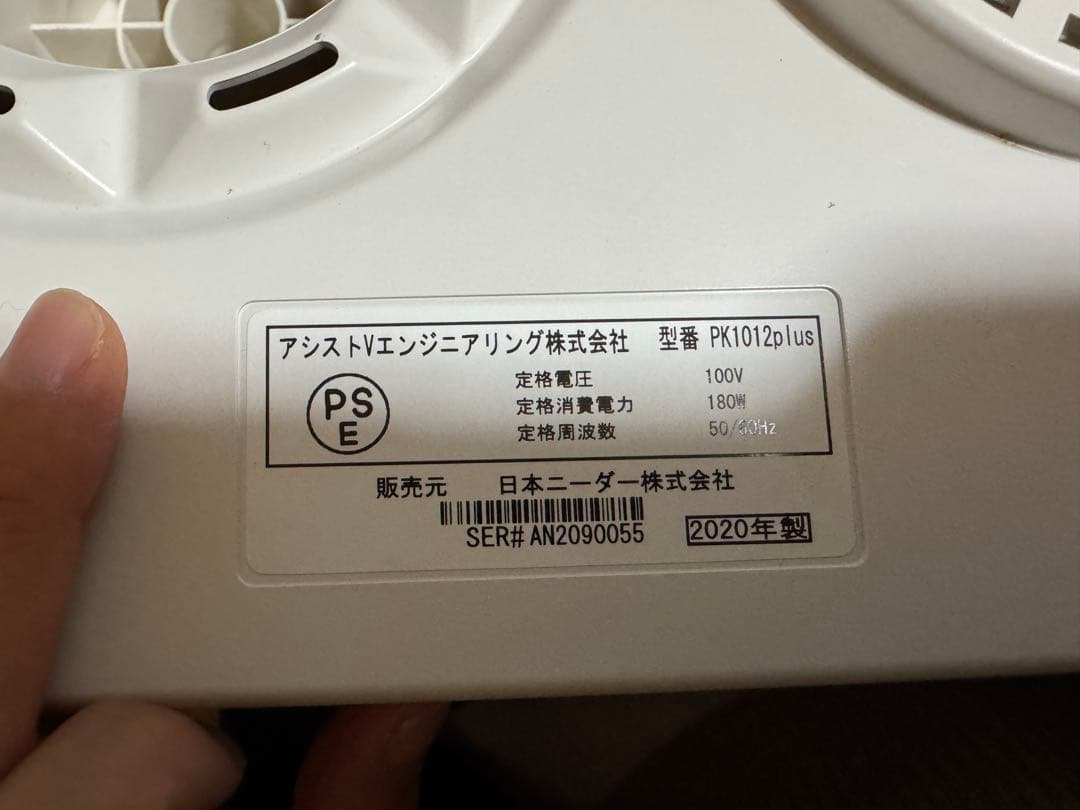 アシストVエンジニアリング株式会社 型番 PK1012plus
PSE
定格電圧 100V
定格消費電力 180W
定格周波数 50/60Hz
販売元 日本ニーダー株式会社
SER# AN2090055 2020年製